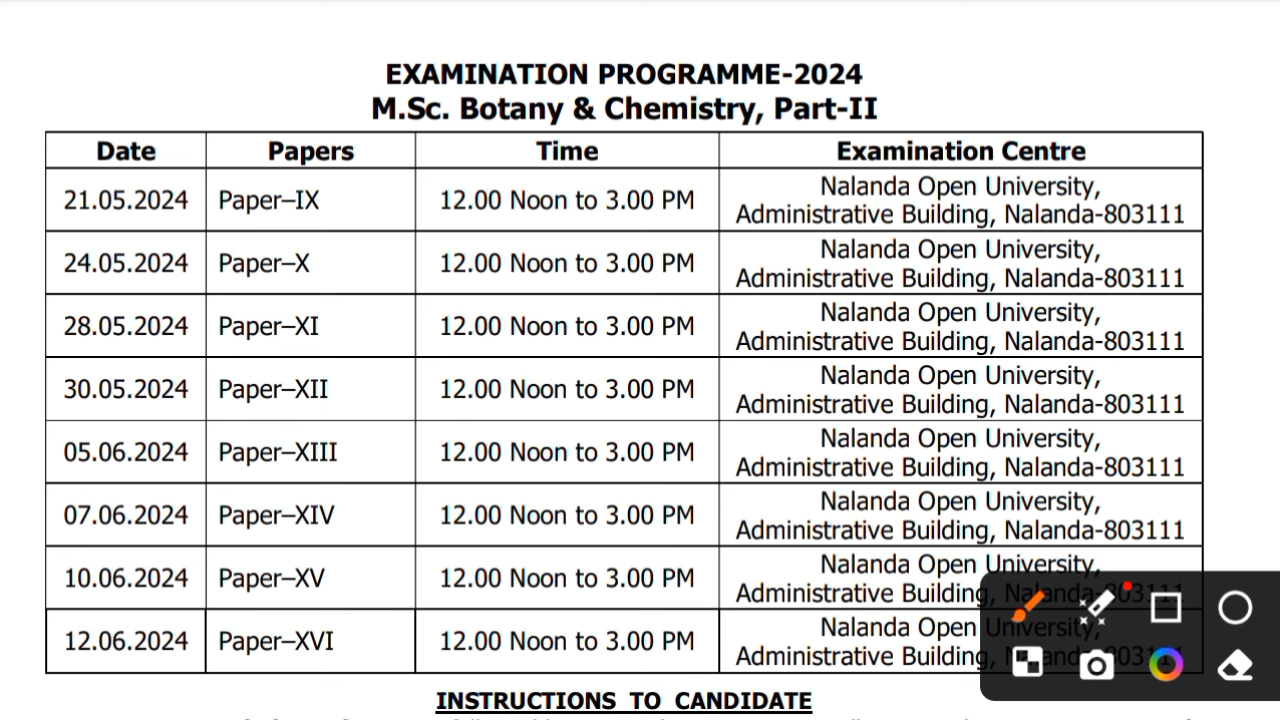 EXAMINATION PROGRAMME-2024
M.Sc. Botany & Chemistry, Part-II
Date Papers Time Examination Centre
21.05.2024 Paper–IX 12.00 Noon to 3.00 PM Nalanda Open University,
Administrative Building, Nalanda-803111
24.05.2024 Paper–X 12.00 Noon to 3.00 PM Nalanda Open University,
Administrative Building, Nalanda-803111
28.05.2024 Paper–XI 12.00 Noon to 3.00 PM Nalanda Open University,
Administrative Building, Nalanda-803111
30.05.2024 Paper–XII 12.00 Noon to 3.00 PM Nalanda Open University,
Administrative Building, Nalanda-803111
05.06.2024 Paper–XIII 12.00 Noon to 3.00 PM Nalanda Open University,
Administrative Building, Nalanda-803111
07.06.2024 Paper–XIV 12.00 Noon to 3.00 PM Nalanda Open University,
Administrative Building, Nalanda-803111
10.06.2024 Paper–XV 12.00 Noon to 3.00 PM Nalanda Open University,
Administrative Building,
12.06.2024 Paper–XVI 12.00 Noon to 3.00 PM Nalanda Open University,
Administrative Building,
INSTRUCTIONS TO CANDIDATE